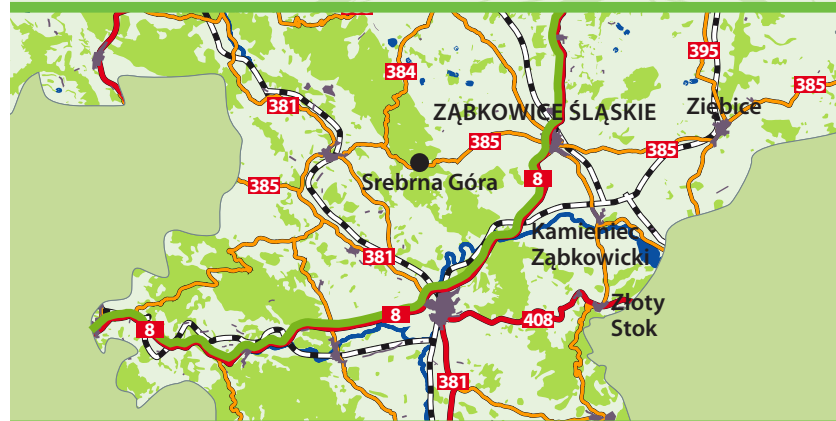 395
384
385
381
ZĄBKOWICE ŚLĄSKIE
Ziębice
385
385
Srebrna Góra
8
385
Kamieniec
Ząbkowicki
381
8
Złoty
Stok
408
8
381